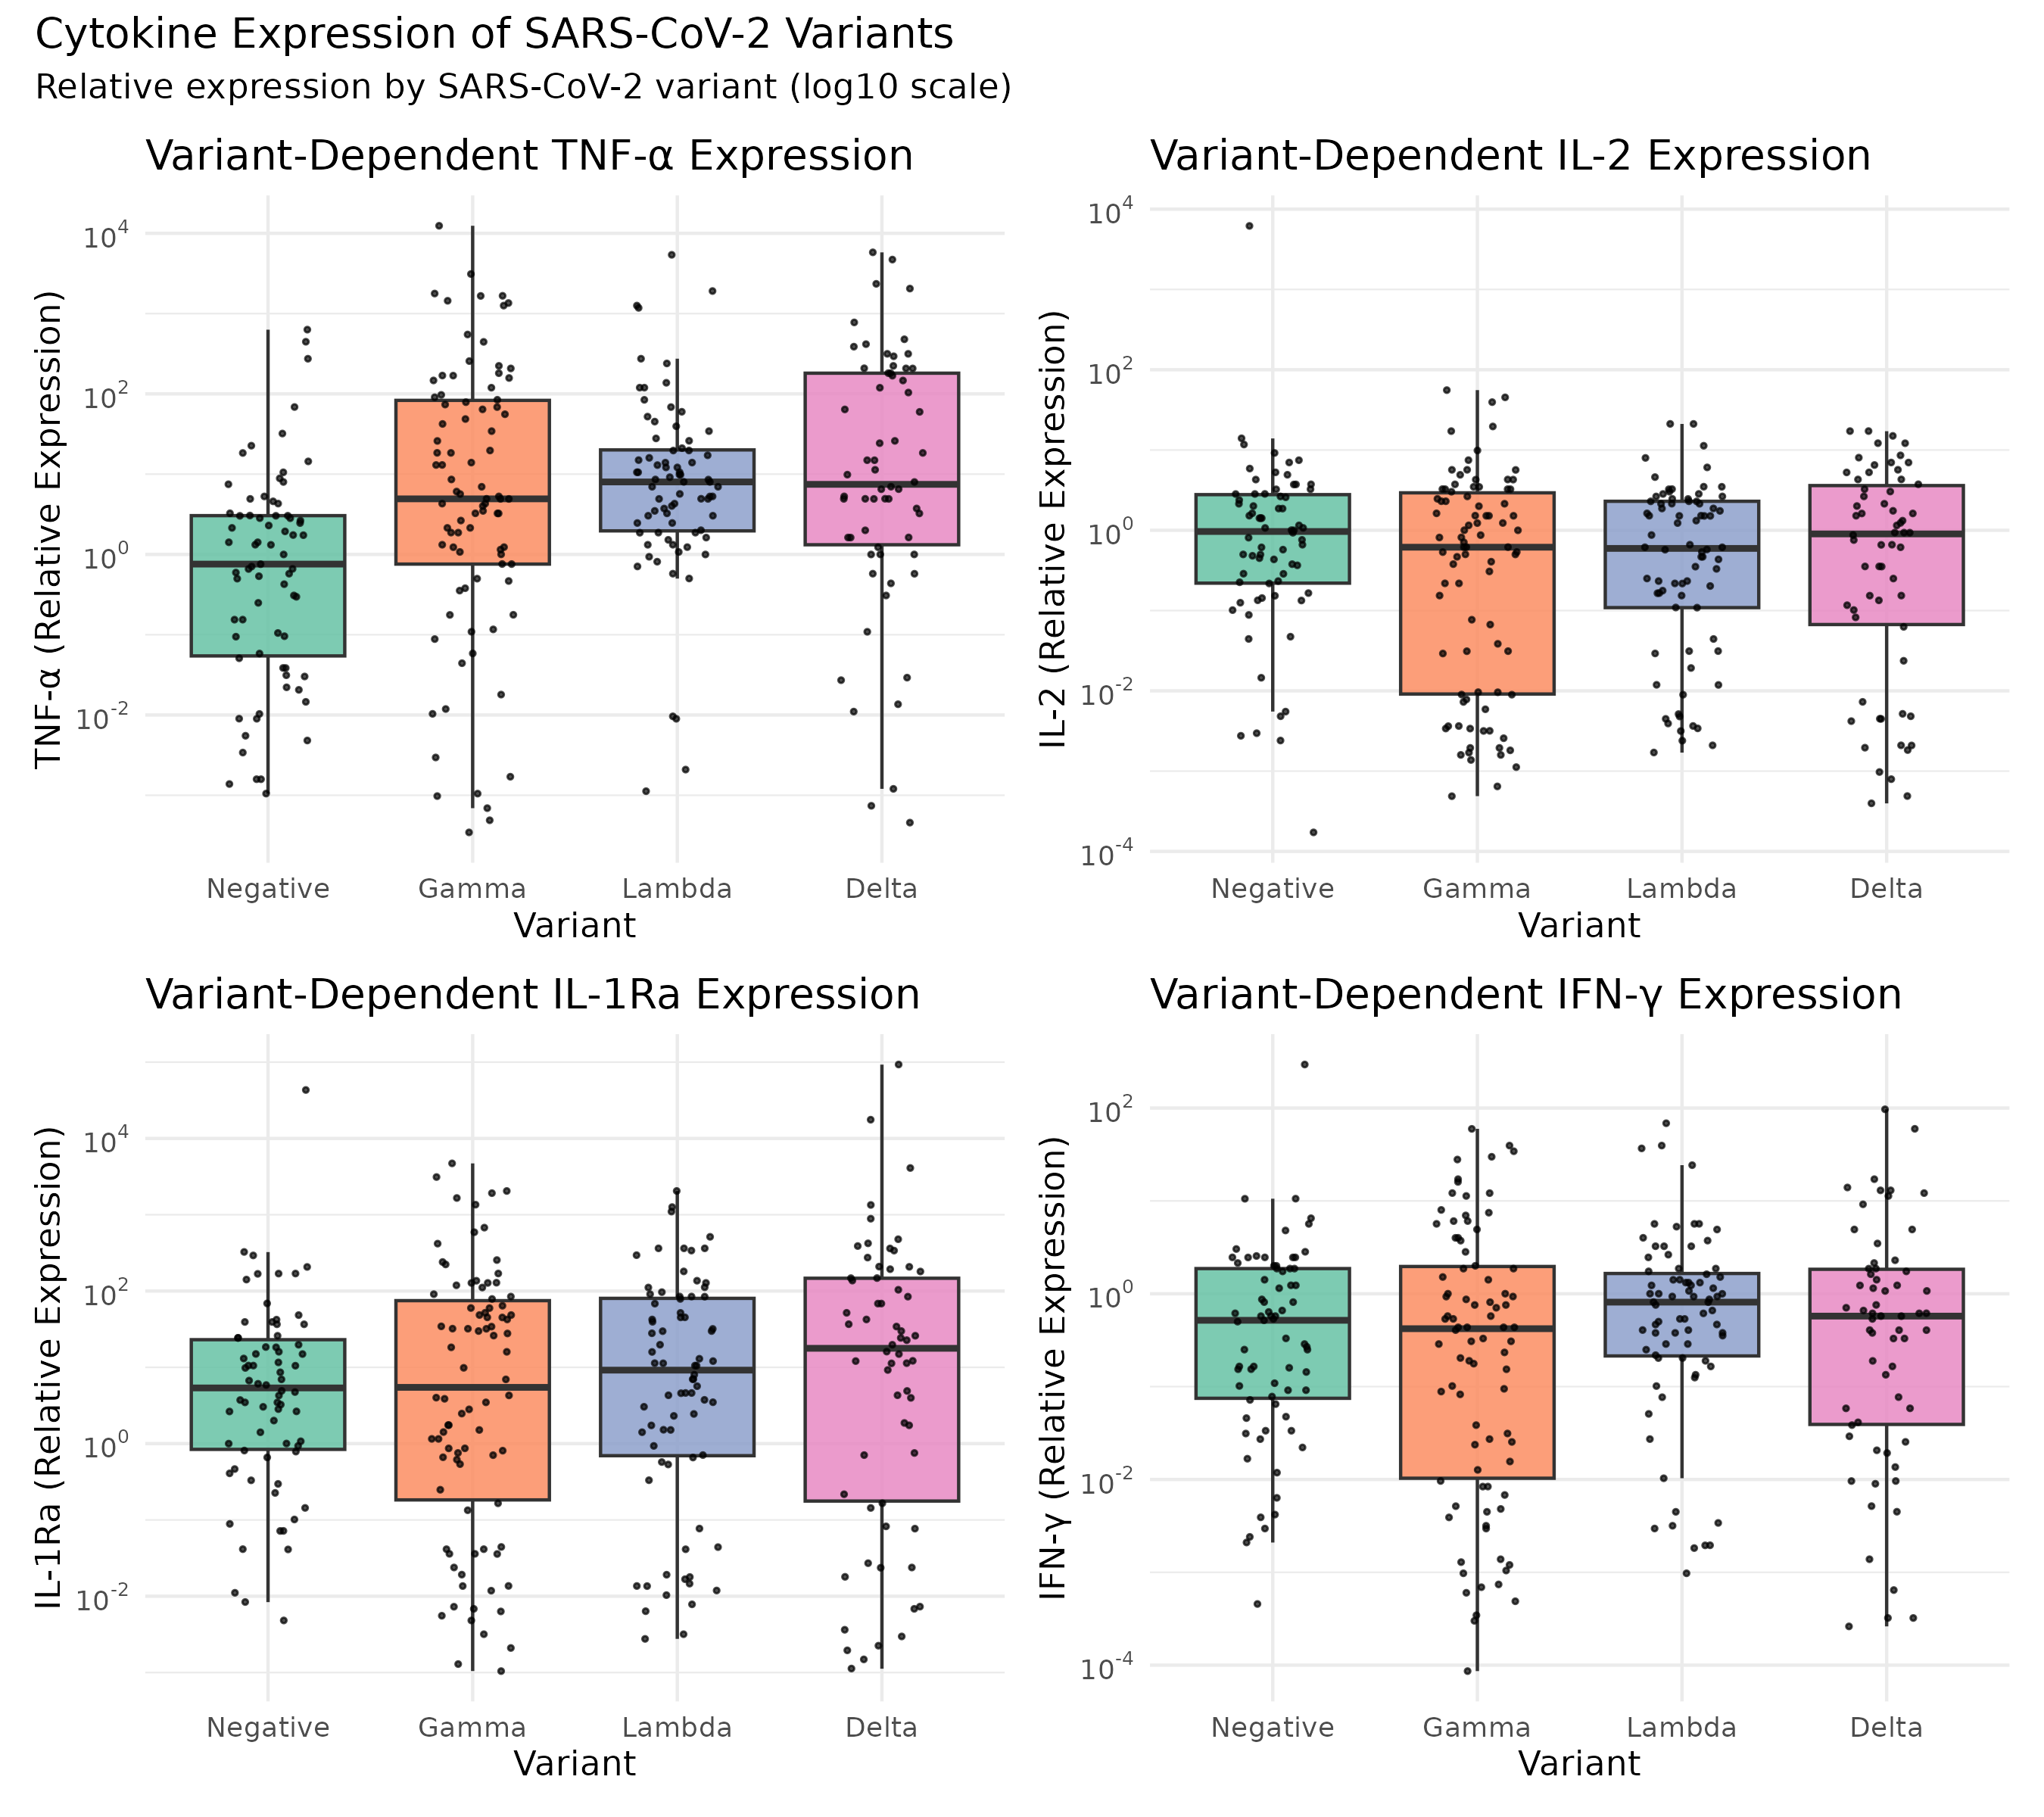 Cytokine Expression of SARS-CoV-2 Variants
Relative expression by SARS-CoV-2 variant (log10 scale)
Variant-Dependent TNF-α Expression
TNF-α (Relative Expression)
10^4
10^2
10^0
10^-2
Negative Gamma Lambda Delta
Variant
Variant-Dependent IL-2 Expression
IL-2 (Relative Expression)
10^4
10^2
10^0
10^-2
10^-4
Negative Gamma Lambda Delta
Variant
Variant-Dependent IL-1Ra Expression
IL-1Ra (Relative Expression)
10^4
10^2
10^0
10^-2
Negative Gamma Lambda Delta
Variant
Variant-Dependent IFN-γ Expression
IFN-γ (Relative Expression)
10^2
10^0
10^-2
10^-4
Negative Gamma Lambda Delta
Variant